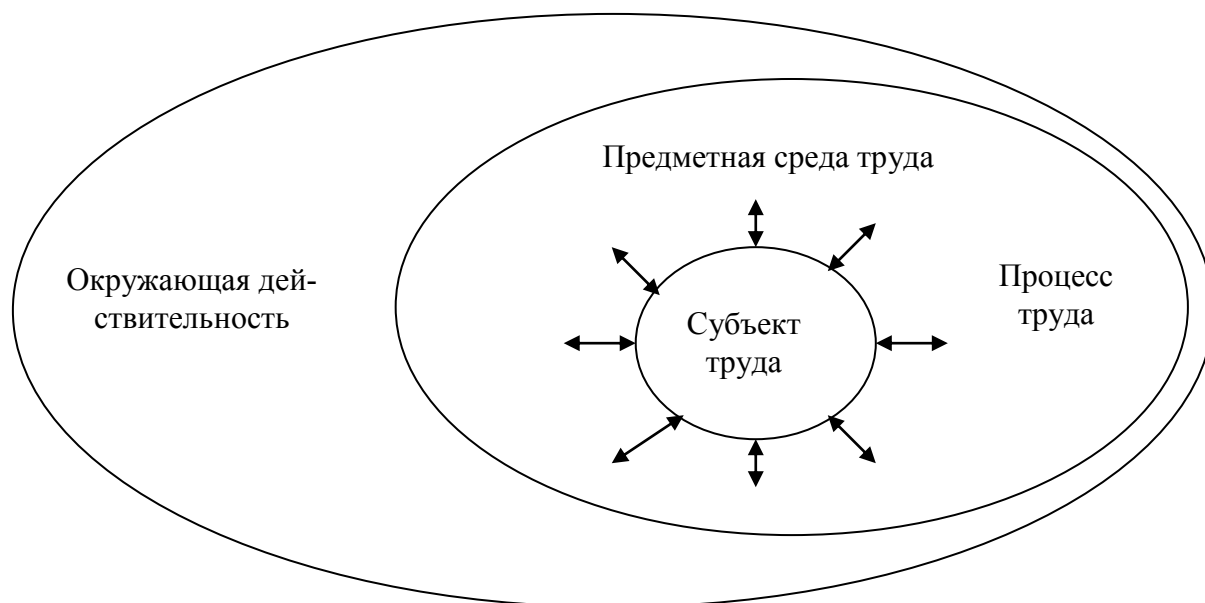 Предметная среда труда
Окружающая дей-
ствительность
Процесс
труда
Субъект
труда